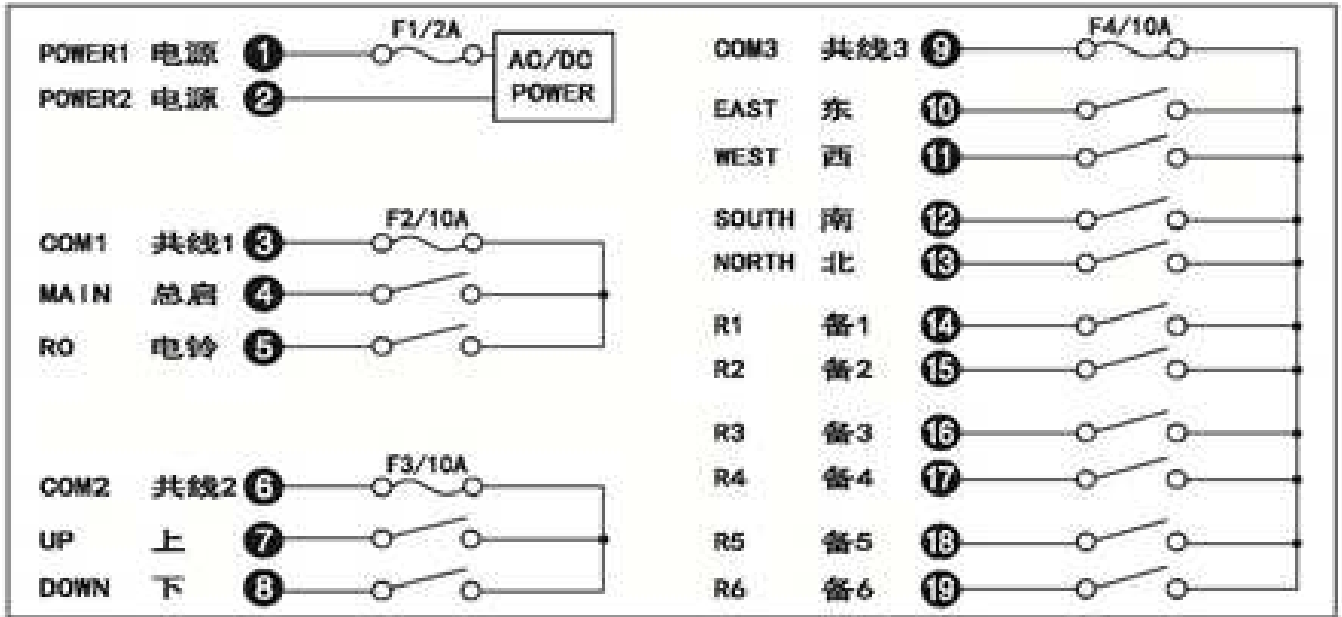 F1/2A
POWER1 电源 1
AC/DC
POWER
POWER2 电源 2
F2/10A
COM1 共线1 3
MAIN 总启 4
RO 电铃 5
F3/10A
COM2 共线2 6
UP 上 7
DOWN 下 8
F4/10A
COM3 共线3 9
EAST 东 10
WEST 西 11
SOUTH 南 12
NORTH 北 13
R1 备1 14
R2 备2 15
R3 备3 16
R4 备4 17
R5 备5 18
R6 备6 19